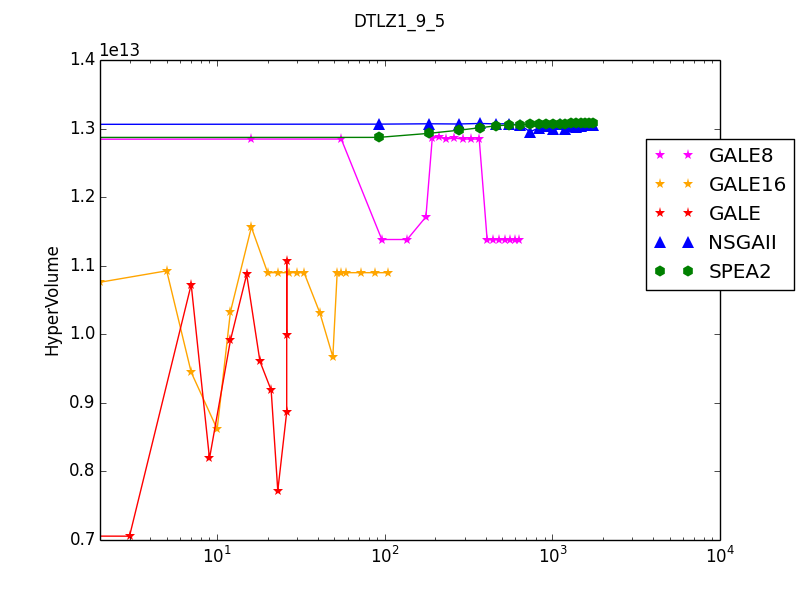 DTLZ1_9_5
1e13
1.4
1.3
1.2
1.1
1.0
0.9
0.8
0.7
HyperVolume
10^1
10^2
10^3
10^4
GALE8
GALE16
GALE
NSGAII
SPEA2